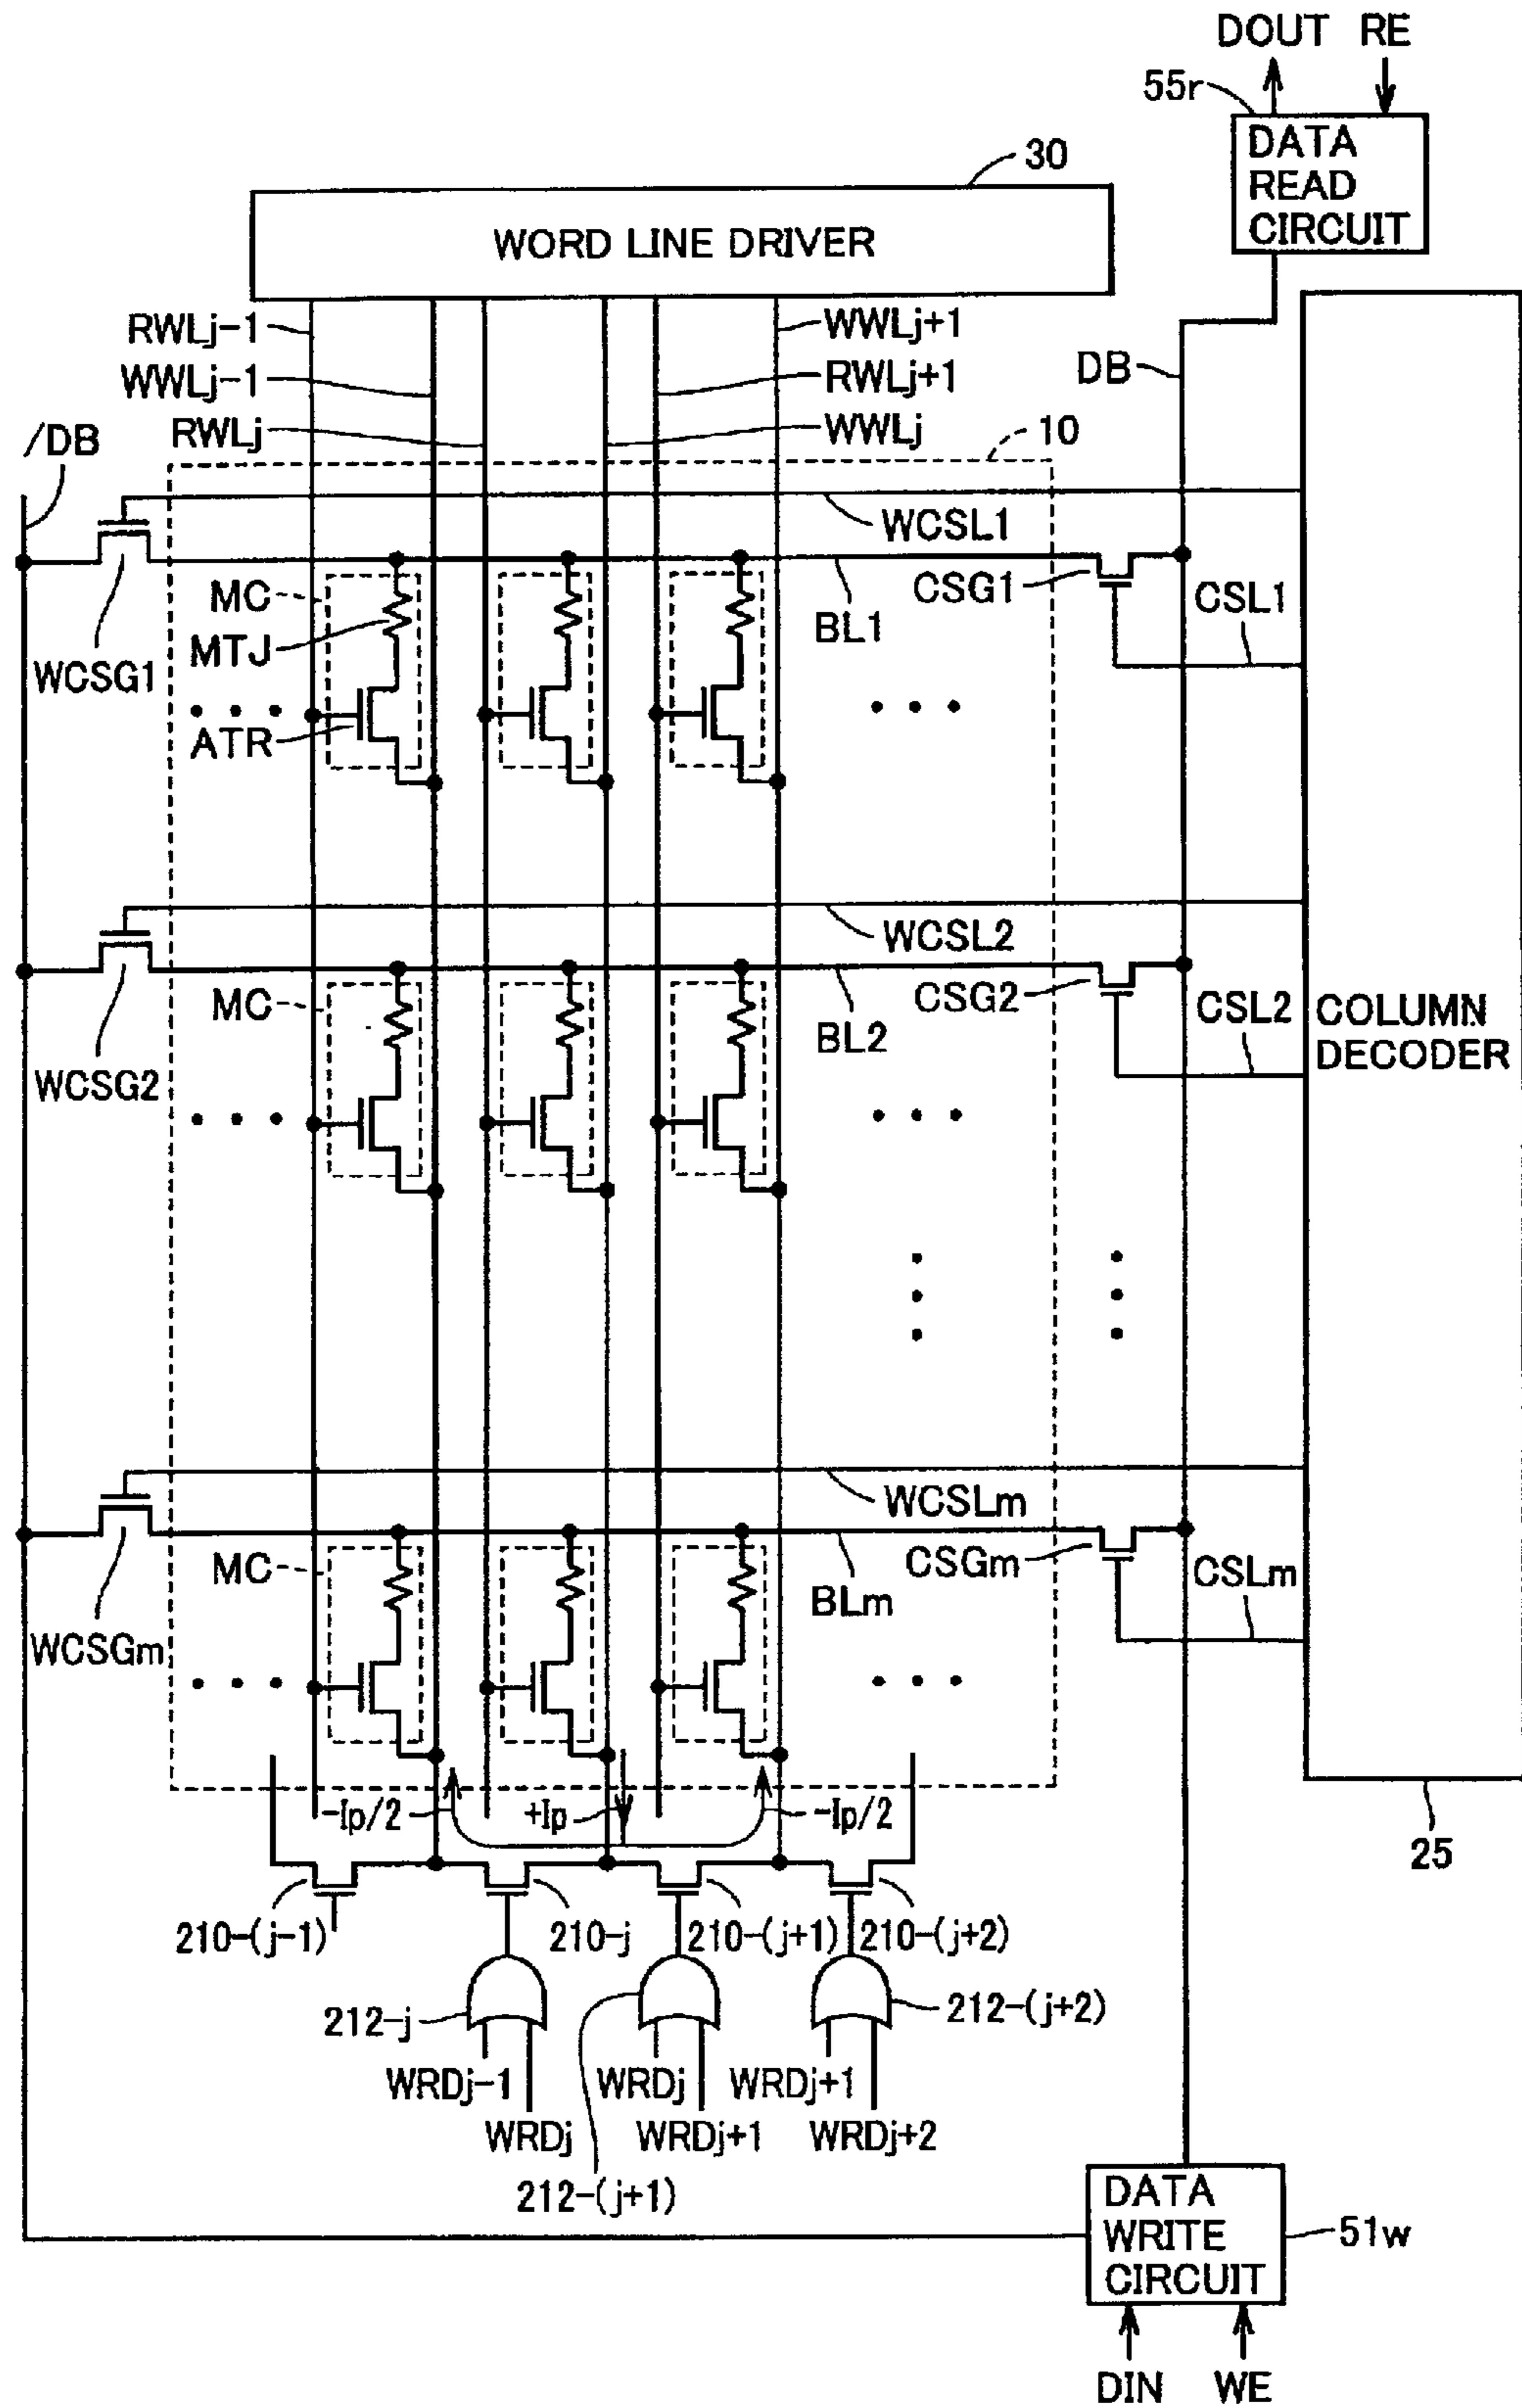 DOUT RE
55r
DATA
READ
CIRCUIT
30
WORD LINE DRIVER
RWLj-1
WWLj+1
WWLj-1
RWLj+1
DB
RWLj
WWLj
/DB
10
WCSL1
MC
CSG1
CSL1
MTJ
BL1
WCSG1
ATR
WCSL2
MC
CSG2
CSL2
COLUMN
DECODER
BL2
WCSG2
WCSLm
MC
CSGm
CSLm
BLm
WCSGm
-Ip/2
+Ip
-Ip/2
25
210-(j-1)
210-j
210-(j+1)
210-(j+2)
212-j
212-(j+2)
WRDj-1
WRDj
WRDj+1
WRDj
WRDj+1
WRDj+2
212-(j+1)
DATA
WRITE
CIRCUIT
51w
DIN WE